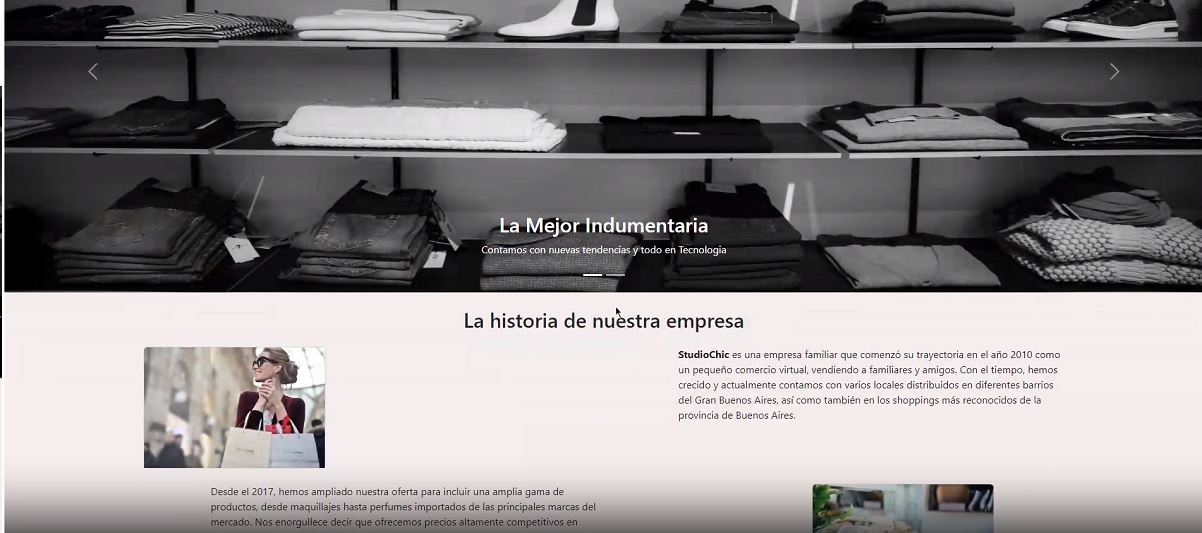 La Mejor Indumentaria
Contamos con nuevas tendencias y todo en Tecnologia
La historia de nuestra empresa
StudioChic es una empresa familiar que comenzó su trayectoria en el año 2010 como
un pequeño comercio virtual, vendiendo a familiares y amigos. Con el tiempo, hemos
crecido y actualmente contamos con varios locales distribuidos en diferentes barrios
del Gran Buenos Aires, así como también en los shoppings más reconocidos de la
provincia de Buenos Aires.
Desde el 2017, hemos ampliado nuestra oferta para incluir una amplia gama de
productos, desde maquillajes hasta perfumes importados de las principales marcas del
mercado. Nos enorgullece decir que ofrecemos precios altamente competitivos en